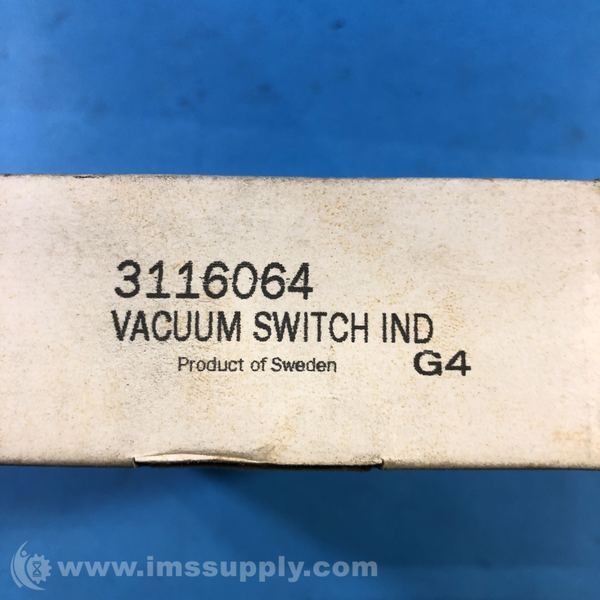 3116064
VACUUM SWITCH IND
Product of Sweden G4
www.imssupply.com